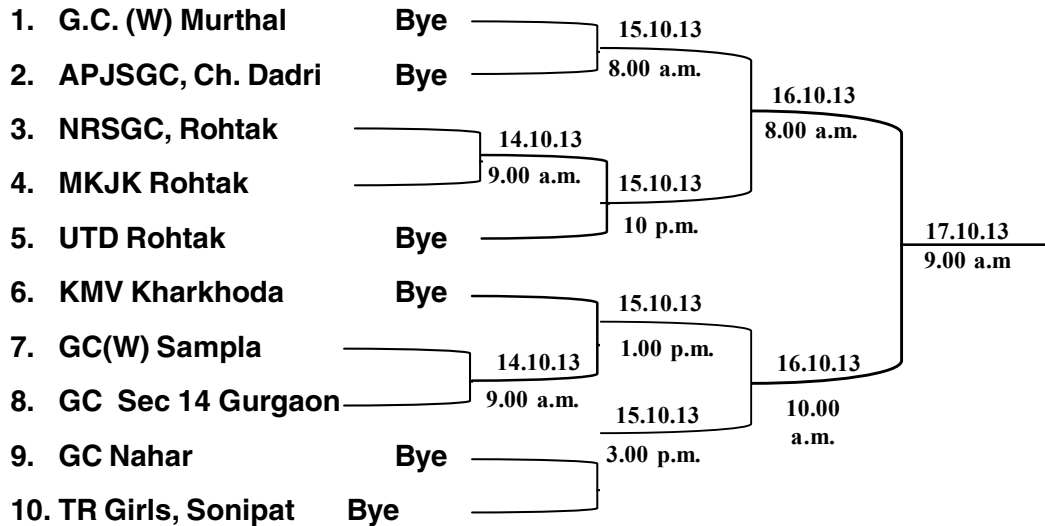 1. G.C. (W) Murthal Bye
15.10.13
8.00 a.m.
2. APJSGC, Ch. Dadri Bye
16.10.13
8.00 a.m.
3. NRSGC, Rohtak
14.10.13
9.00 a.m.
4. MKJK Rohtak
15.10.13
10 p.m.
5. UTD Rohtak Bye
17.10.13
9.00 a.m
6. KMV Kharkhoda Bye
15.10.13
1.00 p.m.
7. GC(W) Sampla
14.10.13
9.00 a.m.
16.10.13
10.00
a.m.
8. GC Sec 14 Gurgaon
15.10.13
3.00 p.m.
9. GC Nahar Bye
10. TR Girls, Sonipat Bye